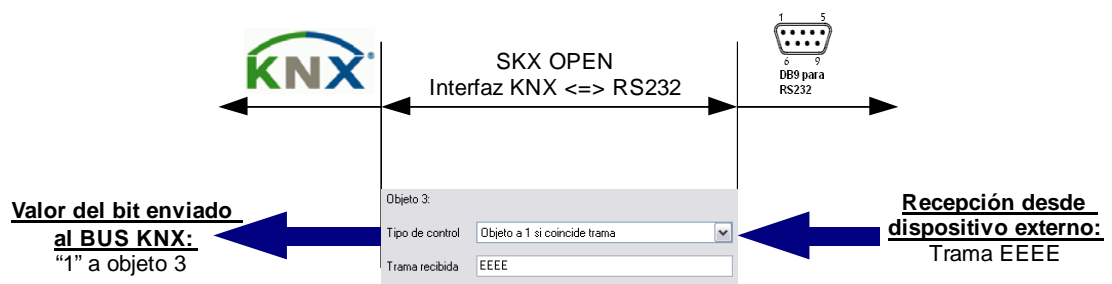 KNX®
SKX OPEN
Interfaz KNX <=> RS232
1 5
6 9
DB9 para
RS232
Valor del bit enviado
al BUS KNX:
“1” a objeto 3
Objeto 3:
Tipo de control Objeto a 1 si coincide trama
Trama recibida EEEE
Recepción desde
dispositivo externo:
Trama EEEE